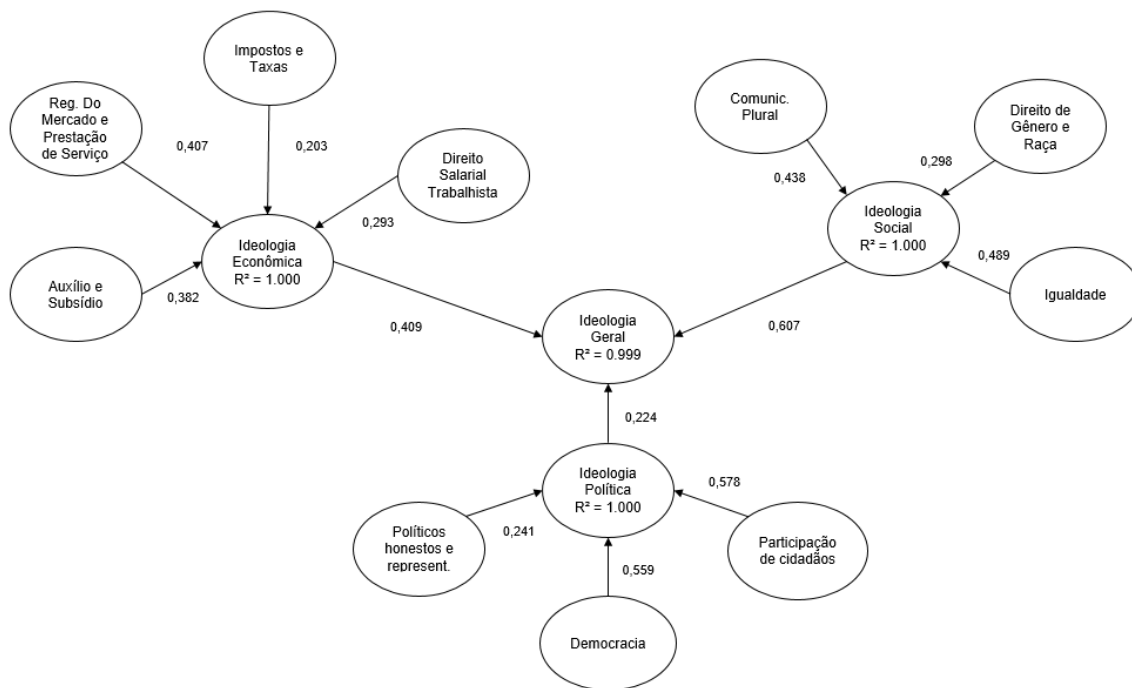 Impostos e
Taxas
Reg. Do
Mercado e
Prestação
de Serviço
0,407
0,203
Direito
Salarial
Trabalhista
0,293
Ideologia
Econômica
R² = 1.000
Auxílio e
Subsídio
0,382
0,409
Comunic.
Plural
Direito de
Gênero e
Raça
0,438
0,298
Ideologia
Social
R² = 1.000
0,489
Igualdade
0,607
Ideologia
Geral
R² = 0.999
0,224
Ideologia
Política
R² = 1.000
0,578
0,241
Políticos
honestos e
represent.
Participação
de cidadãos
0,559
Democracia